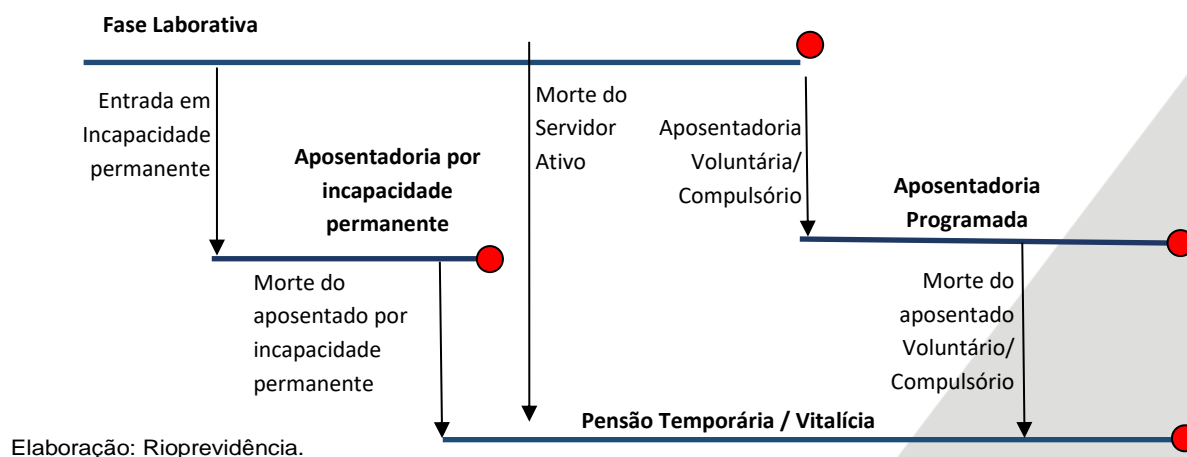 Fase Laborativa
Entrada em
Incapacidade
permanente
Aposentadoria por
incapacidade
permanente
Morte do
Servidor
Ativo
Aposentadoria
Voluntária/
Compulsório
Aposentadoria
Programada
Morte do
aposentado por
incapacidade
permanente
Morte do
aposentado
Voluntário/
Compulsório
Pensão Temporária / Vitalícia
Elaboração: Rioprevidência.